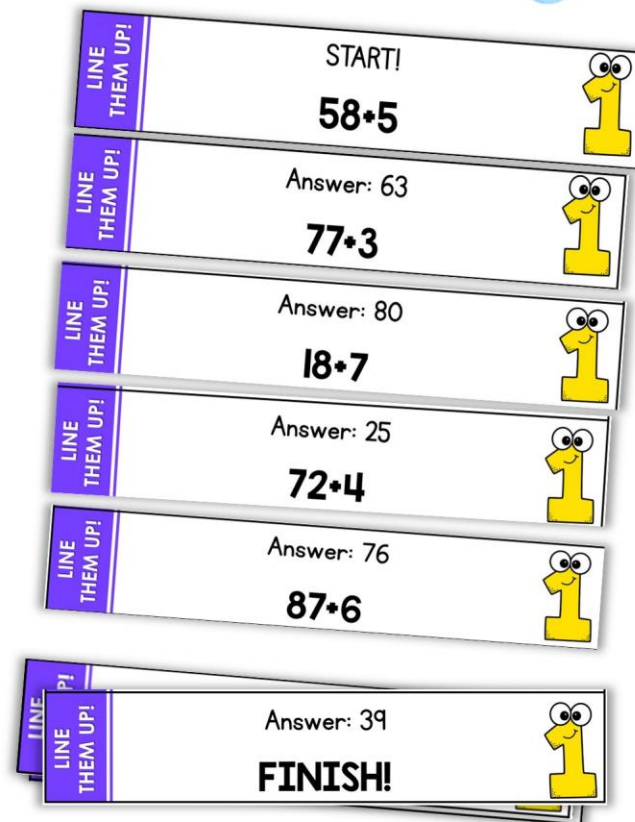 LINE
THEM UP!
START!
58+5
LINE
THEM UP!
Answer: 63
77+3
LINE
THEM UP!
Answer: 80
18+7
LINE
THEM UP!
Answer: 25
72+4
LINE
THEM UP!
Answer: 76
87+6
LINE
THEM UP!
Answer: 39
FINISH!